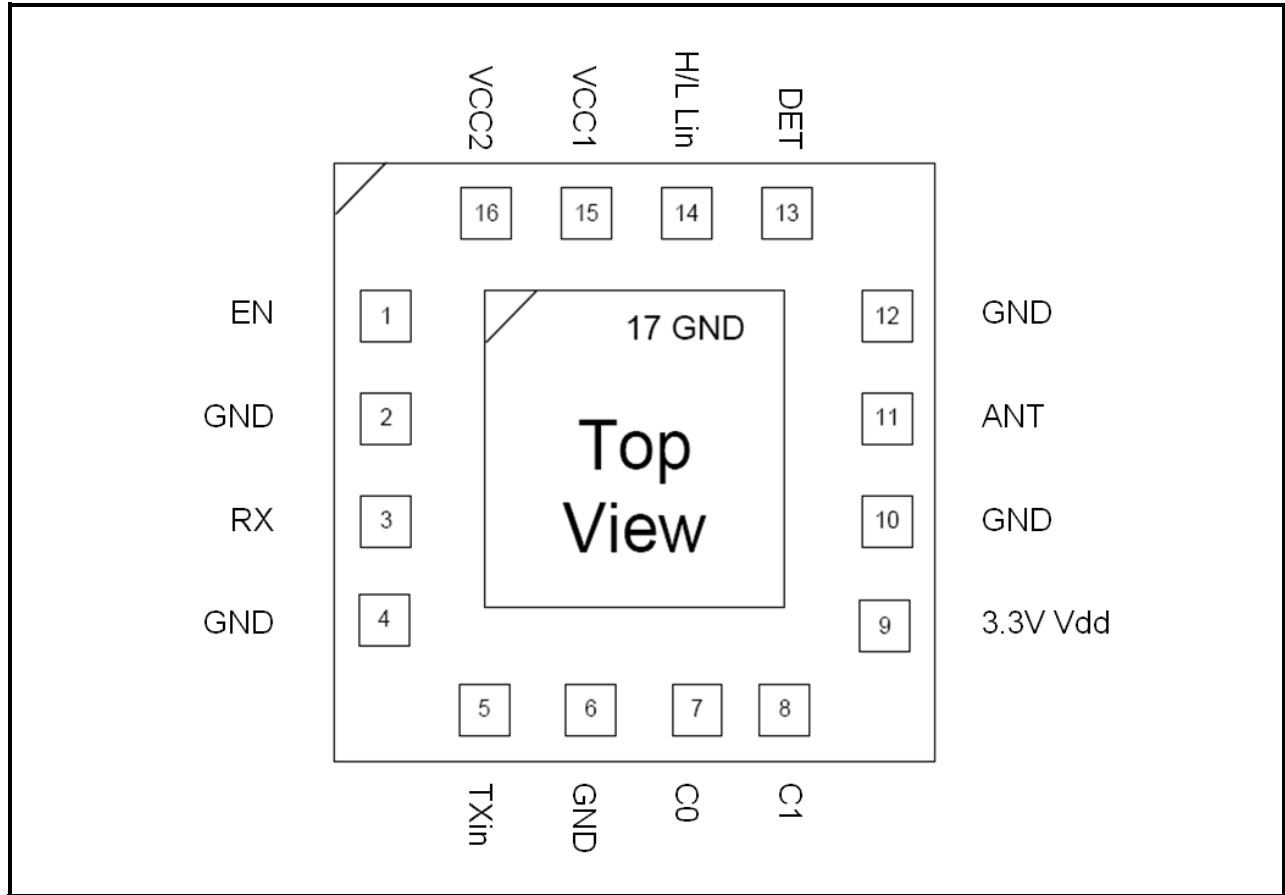 VCC2 VCC1 H/L Lin DET
16 15 14 13
EN 1 17 GND 12 GND
GND 2 Top 11 ANT
RX 3 View 10 GND
GND 4 9 3.3V Vdd
5 6 7 8
TXin GND C0 C1